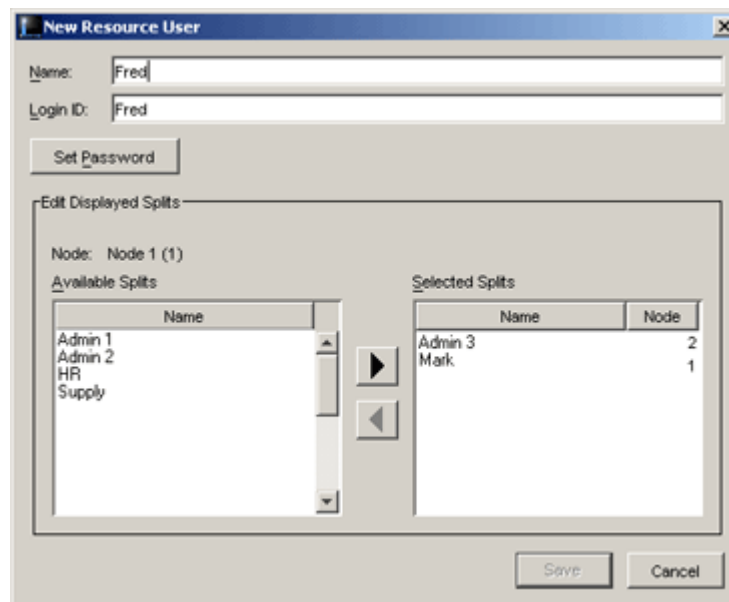 New Resource User
Name: Fred
Login ID: Fred
Set Password
Edit Displayed Splits
Node: Node 1 (1)
Available Splits
Name
Admin 1
Admin 2
HR
Supply
Selected Splits
Name Node
Admin 3 2
Mark 1
Save Cancel